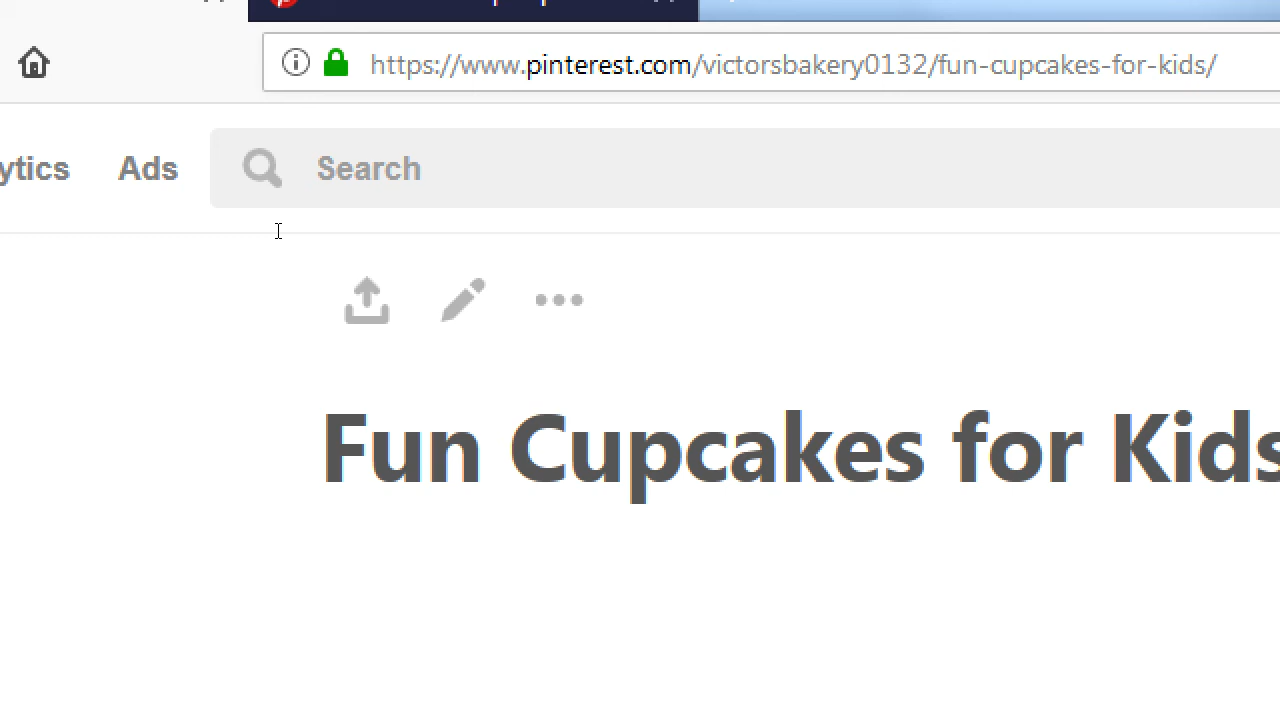 https://www.pinterest.com/victorsbakery0132/fun-cupcakes-for-kids/
ytics Ads Search
Fun Cupcakes for Kids